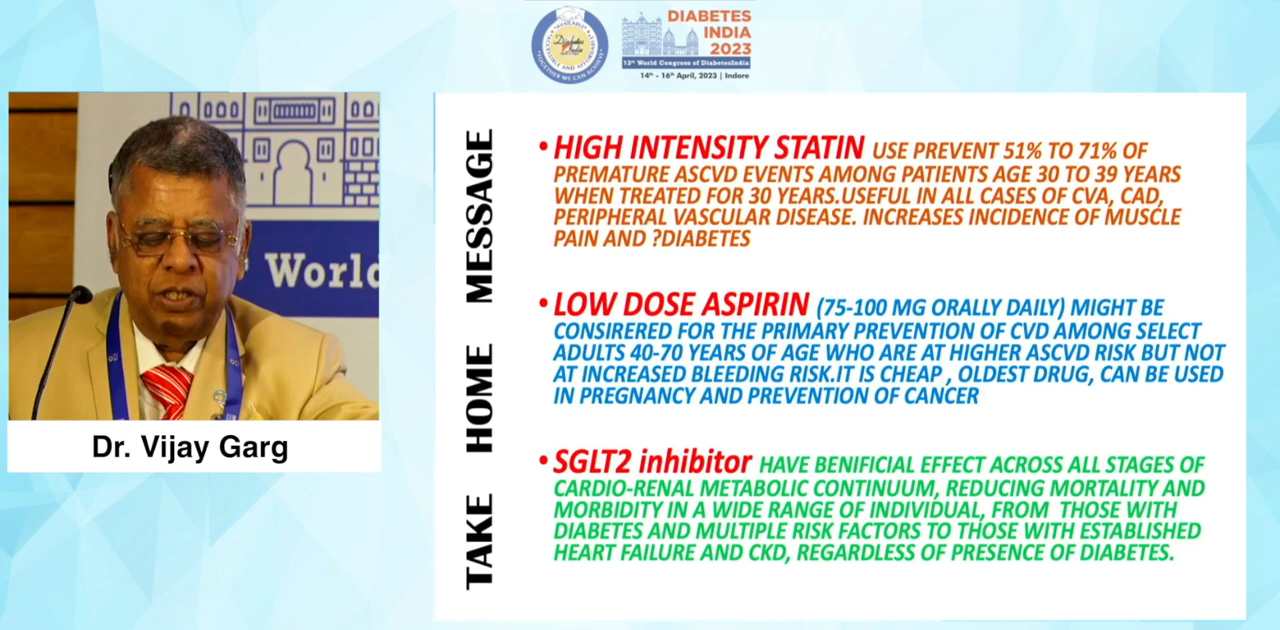 DIABETES
INDIA
2023
13th World Congress of DiabetesIndia
14th - 16th April, 2023 | Indore
Diabetes
India
TOGETHER WE CAN ACHIEVE
World
Dr. Vijay Garg
TAKE HOME MESSAGE
• HIGH INTENSITY STATIN USE PREVENT 51% TO 71% OF
PREMATURE ASCVD EVENTS AMONG PATIENTS AGE 30 TO 39 YEARS
WHEN TREATED FOR 30 YEARS.USEFUL IN ALL CASES OF CVA, CAD,
PERIPHERAL VASCULAR DISEASE. INCREASES INCIDENCE OF MUSCLE
PAIN AND ?DIABETES
• LOW DOSE ASPIRIN (75-100 MG ORALLY DAILY) MIGHT BE
CONSIRERED FOR THE PRIMARY PREVENTION OF CVD AMONG SELECT
ADULTS 40-70 YEARS OF AGE WHO ARE AT HIGHER ASCVD RISK BUT NOT
AT INCREASED BLEEDING RISK.IT IS CHEAP , OLDEST DRUG, CAN BE USED
IN PREGNANCY AND PREVENTION OF CANCER
• SGLT2 inhibitor HAVE BENIFICIAL EFFECT ACROSS ALL STAGES OF
CARDIO-RENAL METABOLIC CONTINUUM, REDUCING MORTALITY AND
MORBIDITY IN A WIDE RANGE OF INDIVIDUAL, FROM THOSE WITH
DIABETES AND MULTIPLE RISK FACTORS TO THOSE WITH ESTABLISHED
HEART FAILURE AND CKD, REGARDLESS OF PRESENCE OF DIABETES.